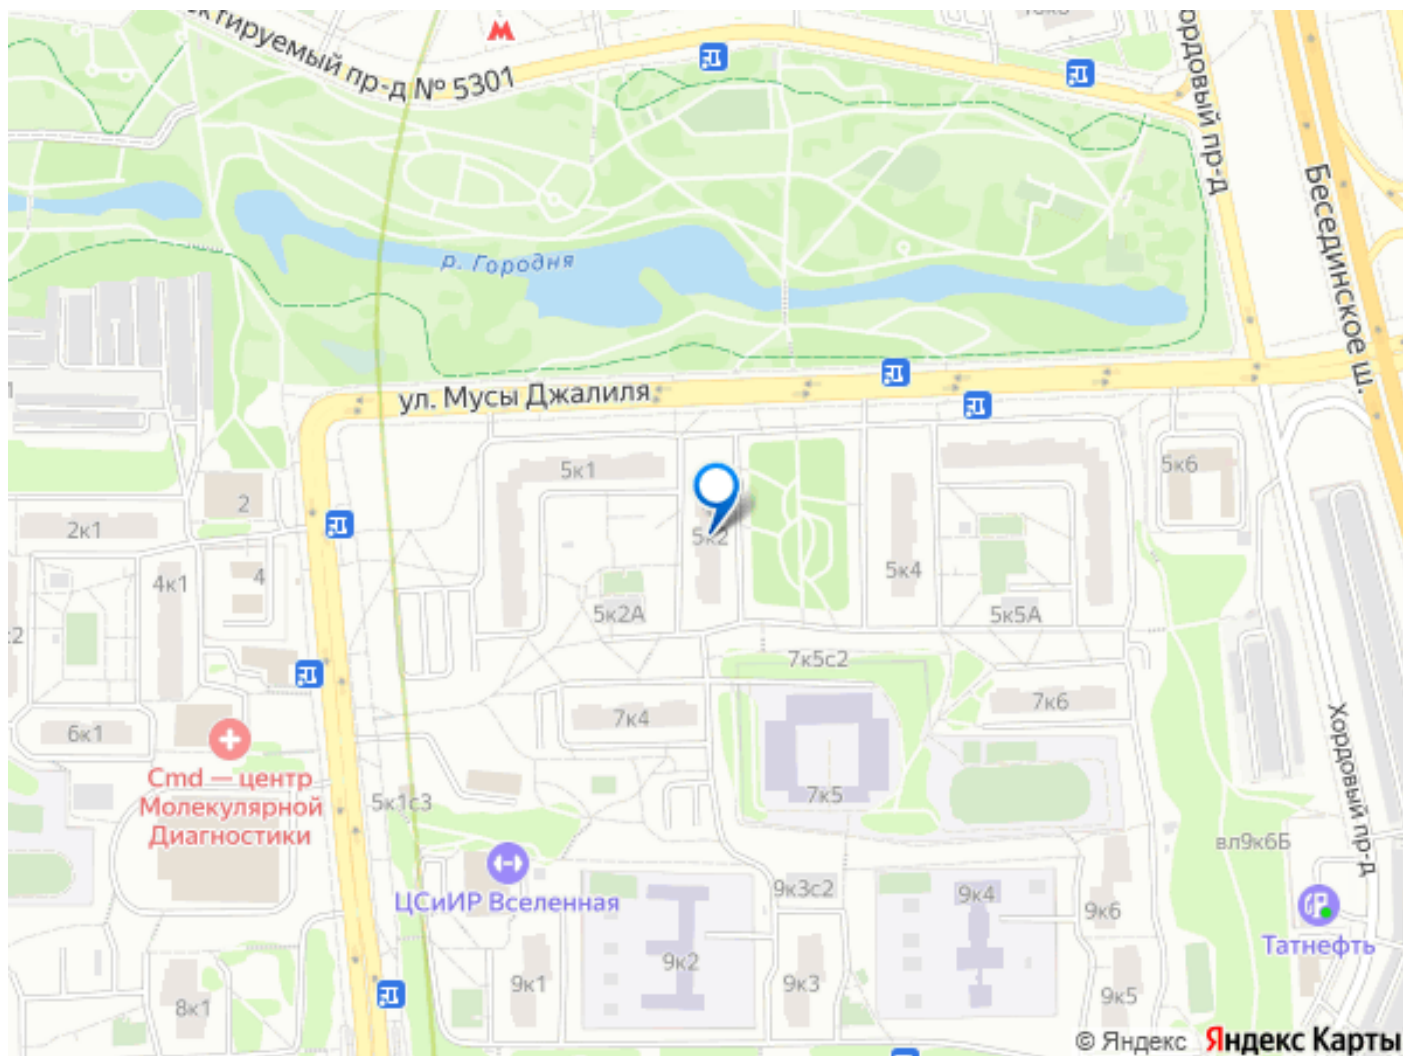 ектируемый пр-д № 5301
ордовый пр-д
Бесединское ш.
р. Городня
ул. Мусы Джалиля
5к1
5к6
2
2к1
5к2
4к1
4
5к4
5к2А
5к5А
7к5с2
7к6
7к4
6к1
Cmd — центр
Молекулярной
Диагностики
5к1с3
7к5
Хордовый пр-д
вл9к6Б
ЦСиИР Вселенная
9к3с2
9к4
9к6
Татнефть
9к2
9к1
9к3
9к5
8к1
© Яндекс Яндекс Карты